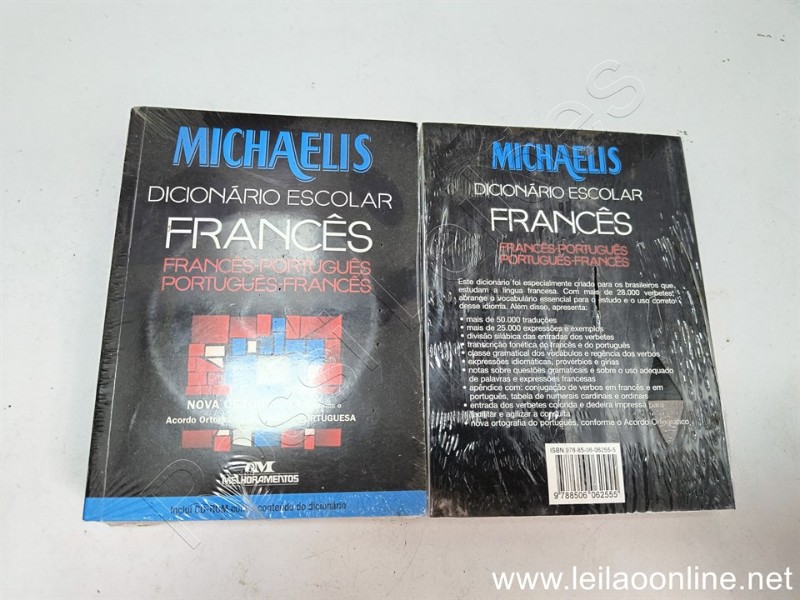 MICHAELIS
DICIONÁRIO ESCOLAR
FRANCÊS
FRANCÊS-PORTUGUÊS
PORTUGUÊS-FRANCÊS
NOVA
Acordo PORTUGUESA
MELHORAMENTOS
Inclui CD-ROM conteúdo do dicionário
MICHAELIS
DICIONÁRIO ESCOLAR
FRANCÊS
FRANCÊS-PORTUGUÊS
PORTUGUÊS-FRANCÊS
Este dicionário foi especialmente criado para os brasileiros que
estudam a língua francesa. Com mais de 28.000 verbetes,
abrange o vocabulário essencial para o estudo e o uso correto
desse idioma. Além disso, apresenta:
• mais de 50.000 traduções
• mais de 25.000 expressões e exemplos
• divisão silábica das entradas dos verbetes
• transcrição fonética do francês e do português
• classe gramatical dos vocábulos e regência dos verbos
• expressões idiomáticas, provérbios e gírias
• notas sobre questões gramaticais e sobre o uso adequado
de palavras e expressões francesas
• apêndice com: conjugação de verbos em francês e em
português, tabela de numerais cardinais e ordinais
• entrada dos verbetes colorida e dedeira impressa para
facilitar e agilizar a consulta
nova ortografia do português, conforme o Acordo Ortográfico
ISBN 978-85-06-06255-5
9 788506 062555
www.leilaoonline.net